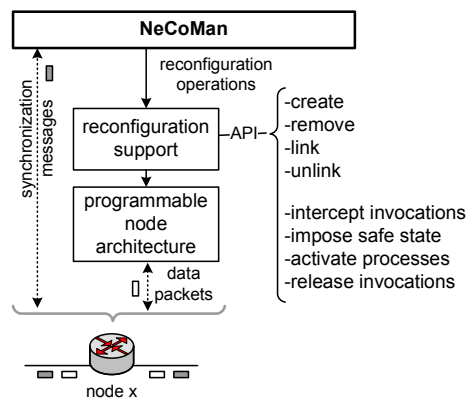 NeCoMan
reconfiguration
operations
synchronization
messages
reconfiguration
support
API
-create
-remove
-link
-unlink
-intercept invocations
-impose safe state
-activate processes
-release invocations
programmable
node
architecture
data
packets
node x